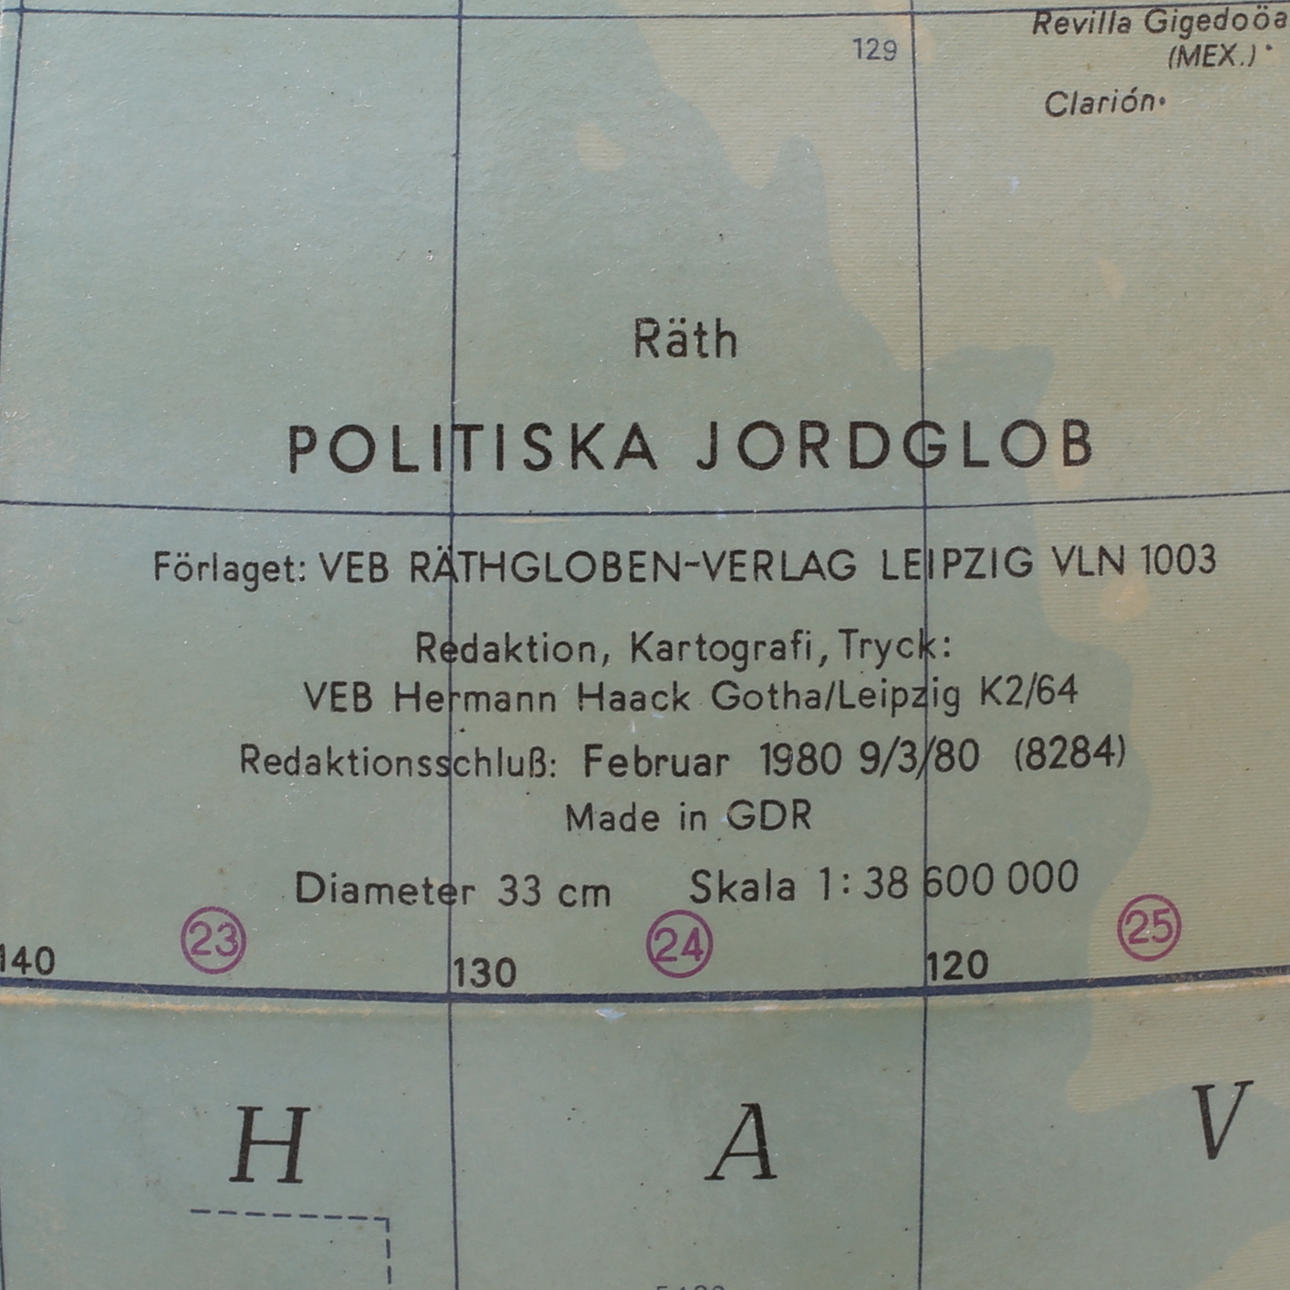 Revilla Gigedoöa
129
(MEX.)
Clarión
Räth
POLITISKA JORDGLOB
Förlaget: VEB RÄTHGLOBEN-VERLAG LEIPZIG VLN 1003
Redaktion, Kartografi, Tryck:
VEB Hermann Haack Gotha/Leipzig K2/64
Redaktionsschluß: Februar 1980 9/3/80 (8284)
Made in GDR
Diameter 33 cm Skala 1:38 600 000
23 24 25
140 130 120
H A V